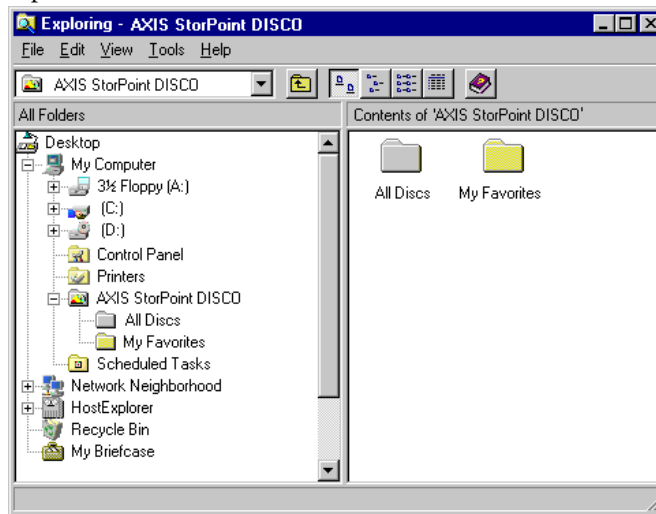 Exploring - AXIS StorPoint DISCO
File Edit View Tools Help
AXIS StorPoint DISCO
All Folders
Contents of 'AXIS StorPoint DISCO'
Desktop
My Computer
3½ Floppy (A:)
(C:)
(D:)
Control Panel
Printers
AXIS StorPoint DISCO
All Discs
My Favorites
Scheduled Tasks
Network Neighborhood
HostExplorer
Recycle Bin
My Briefcase
All Discs
My Favorites